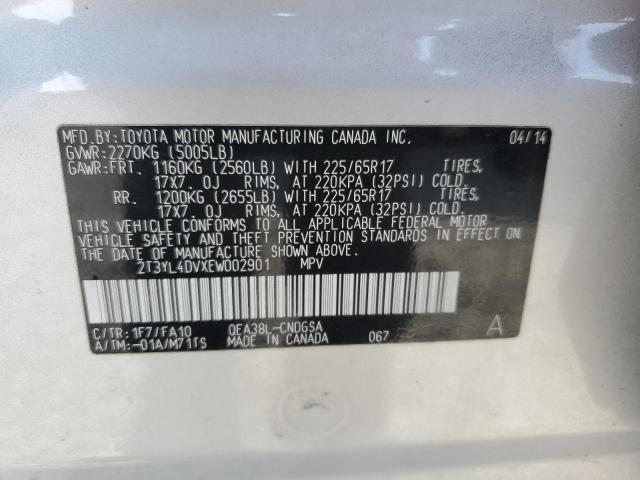 MFD.BY:TOYOTA MOTOR MANUFACTURING CANADA INC. 04/14
GVWR:2270KG (5005LB)
GAWR:FRT. 1160KG (2560LB) WITH 225/65R17 TIRES,
17X7.0J RIMS, AT 220KPA (32PSI) COLD.
RR. 1200KG (2655LB) WITH 225/65R17 TIRES,
17X7.0J RIMS, AT 220KPA (32PSI) COLD.
THIS VEHICLE CONFORMS TO ALL APPLICABLE FEDERAL MOTOR
VEHICLE SAFETY AND THEFT PREVENTION STANDARDS IN EFFECT ON
THE DATE OF MANUFACTURE SHOWN ABOVE.
2T3YL4DVXEW002901 MPV
C/TR:1F7/FA10 QEA38L-CNDGSA A
A/TM:-01A/M71TS MADE IN CANADA 067